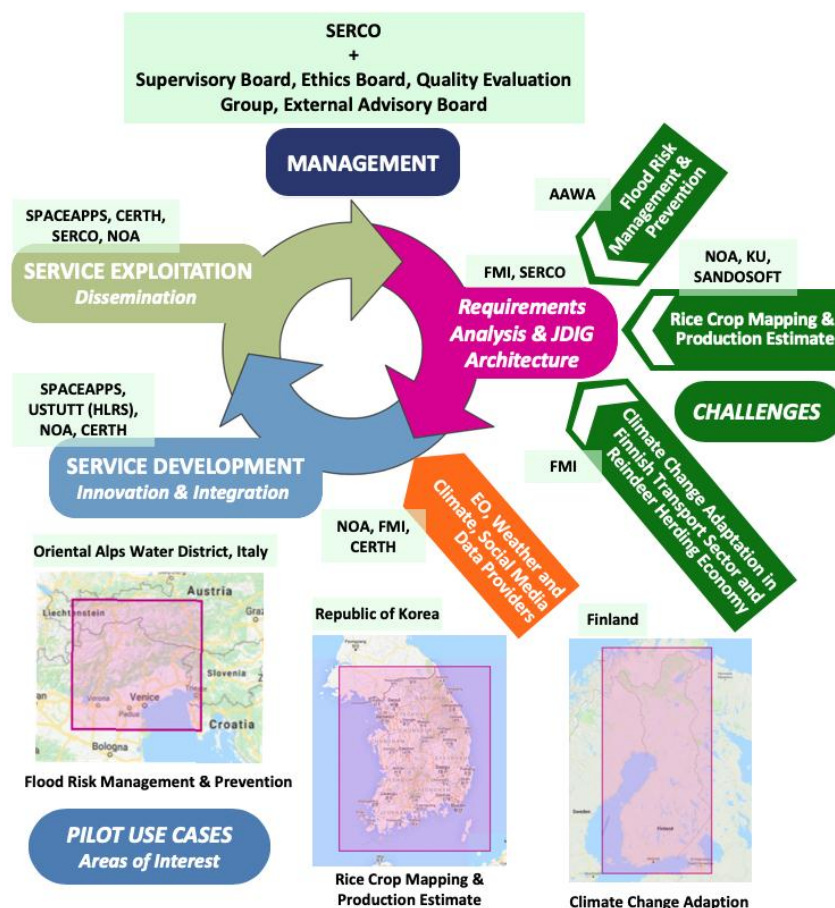 SERCO
+
Supervisory Board, Ethics Board, Quality Evaluation
Group, External Advisory Board
MANAGEMENT
SPACEAPPS, CERTH,
SERCO, NOA
SERVICE EXPLOITATION
Dissemination
FMI, SERCO
Requirements
Analysis & JDIG
Architecture
AAWA
Flood Risk
Management &
Prevention
NOA, KU,
SANDOSOFT
Rice Crop Mapping &
Production Estimate
CHALLENGES
FMI
Climate Change Adaptation in
Finnish Transport Sector and
Reindeer Herding Economy
SPACEAPPS,
USTUTT (HLRS),
NOA, CERTH
SERVICE DEVELOPMENT
Innovation & Integration
NOA, FMI,
CERTH
EO, Weather and
Climate, Social Media
Data Providers
Oriental Alps Water District, Italy
Austria
Liechtenstein
Slovenia
Verona
Venice
Padua
Croatia
Bologna
Flood Risk Management & Prevention
Republic of Korea
Rice Crop Mapping &
Production Estimate
Finland
Sweden
Finland
Climate Change Adaption
PILOT USE CASES
Areas of Interest